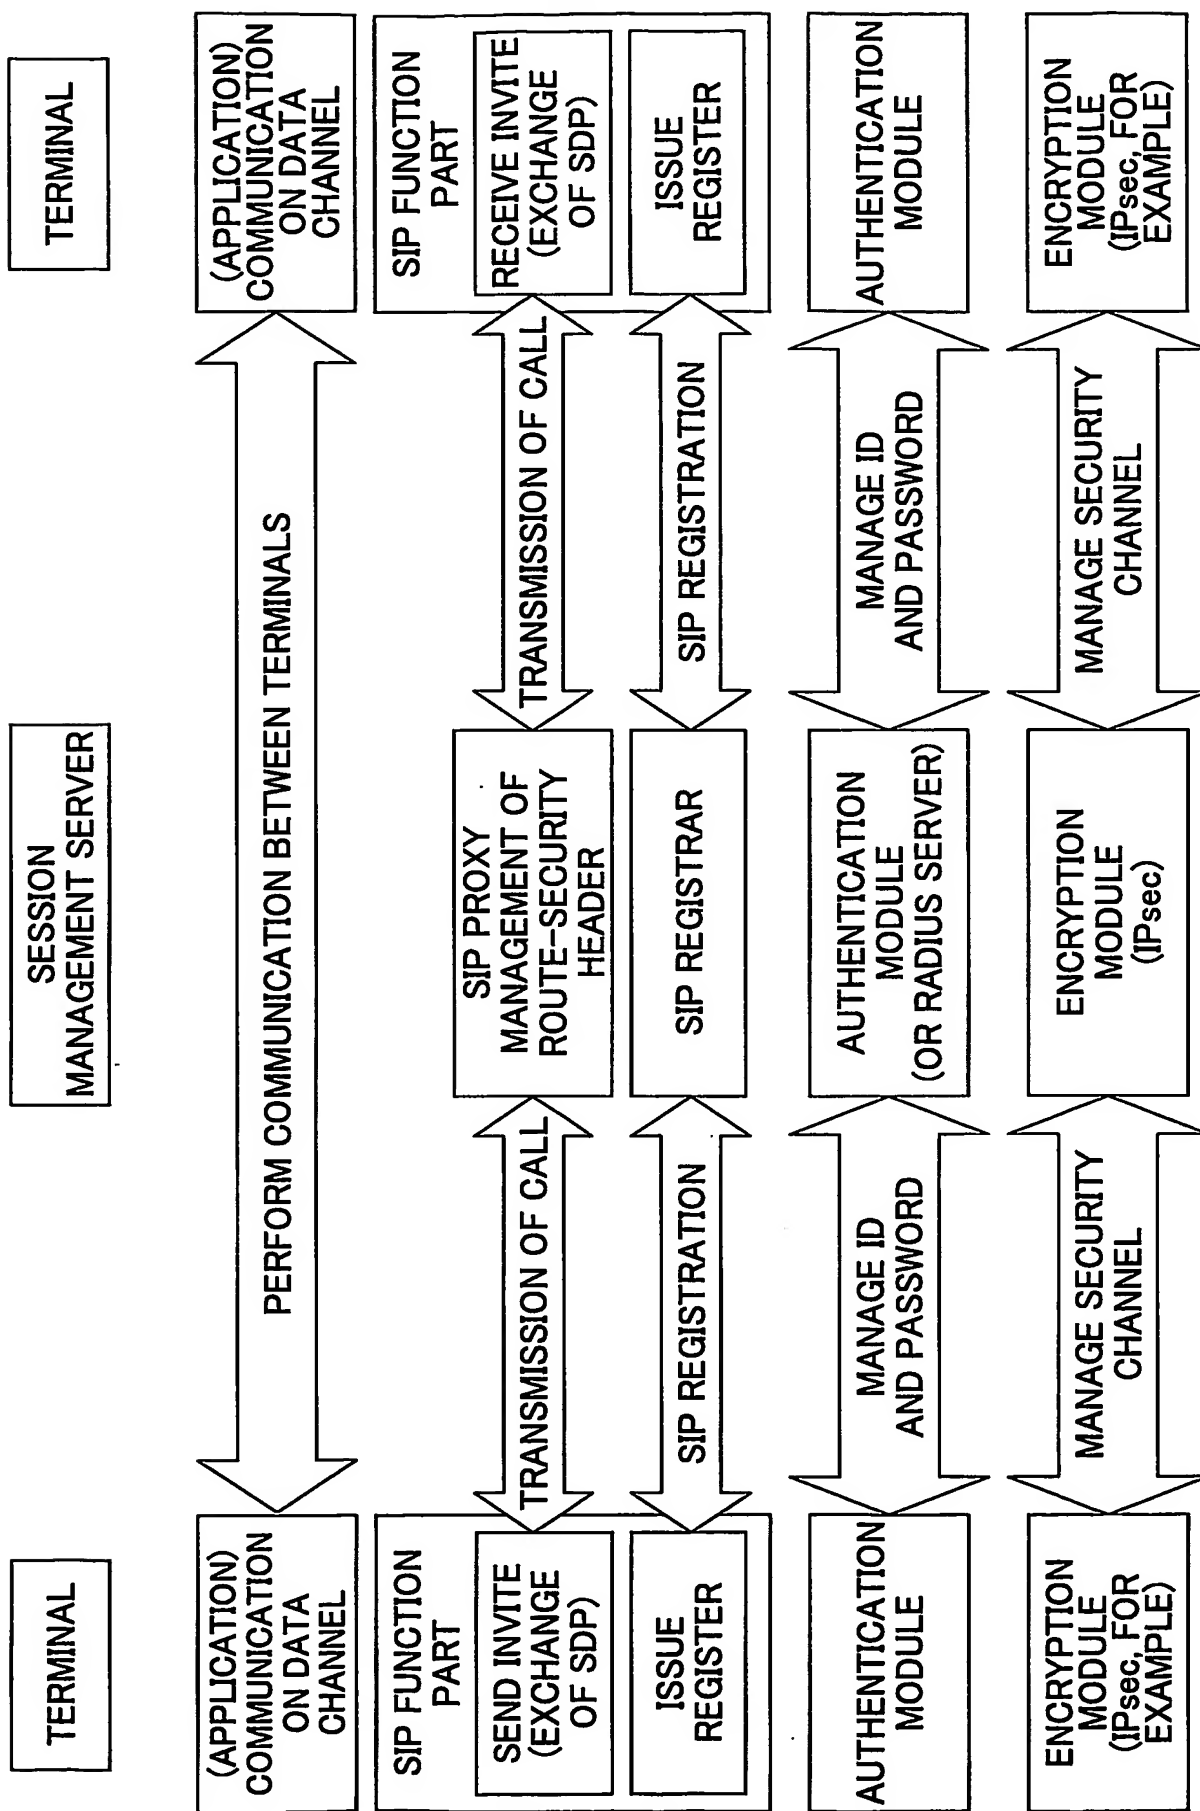 TERMINAL
SESSION
MANAGEMENT SERVER
TERMINAL
(APPLICATION)
COMMUNICATION
ON DATA
CHANNEL
PERFORM COMMUNICATION BETWEEN TERMINALS
(APPLICATION)
COMMUNICATION
ON DATA
CHANNEL
SIP FUNCTION
PART
SEND INVITE
(EXCHANGE
OF SDP)
TRANSMISSION OF CALL
SIP PROXY
MANAGEMENT OF
ROUTE-SECURITY
HEADER
TRANSMISSION OF CALL
SIP FUNCTION
PART
RECEIVE INVITE
(EXCHANGE
OF SDP)
ISSUE
REGISTER
SIP REGISTRATION
SIP REGISTRAR
SIP REGISTRATION
ISSUE
REGISTER
AUTHENTICATION
MODULE
MANAGE ID
AND PASSWORD
AUTHENTICATION
MODULE
(OR RADIUS SERVER)
MANAGE ID
AND PASSWORD
AUTHENTICATION
MODULE
ENCRYPTION
MODULE
(IPsec, FOR
EXAMPLE)
MANAGE SECURITY
CHANNEL
ENCRYPTION
MODULE
(IPsec)
MANAGE SECURITY
CHANNEL
ENCRYPTION
MODULE
(IPsec, FOR
EXAMPLE)